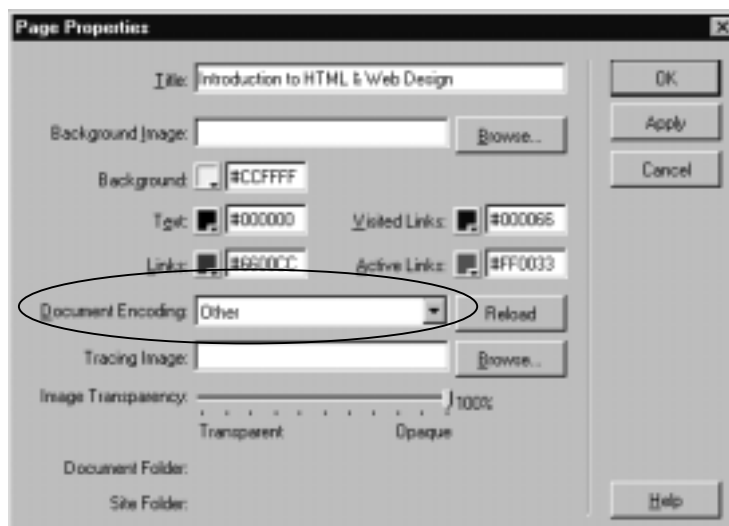 Page Properties
Title: Introduction to HTML & Web Design OK
Background Image: Browse... Apply
Background: #CCFFFF Cancel
Text: #000000 Visited Links: #000066
Links: #6600CC Active Links: #FF0033
Document Encoding: Other Reload
Tracing Image: Browse...
Image Transparency: 100%
Transparent Opaque
Document Folder:
Site Folder: Help